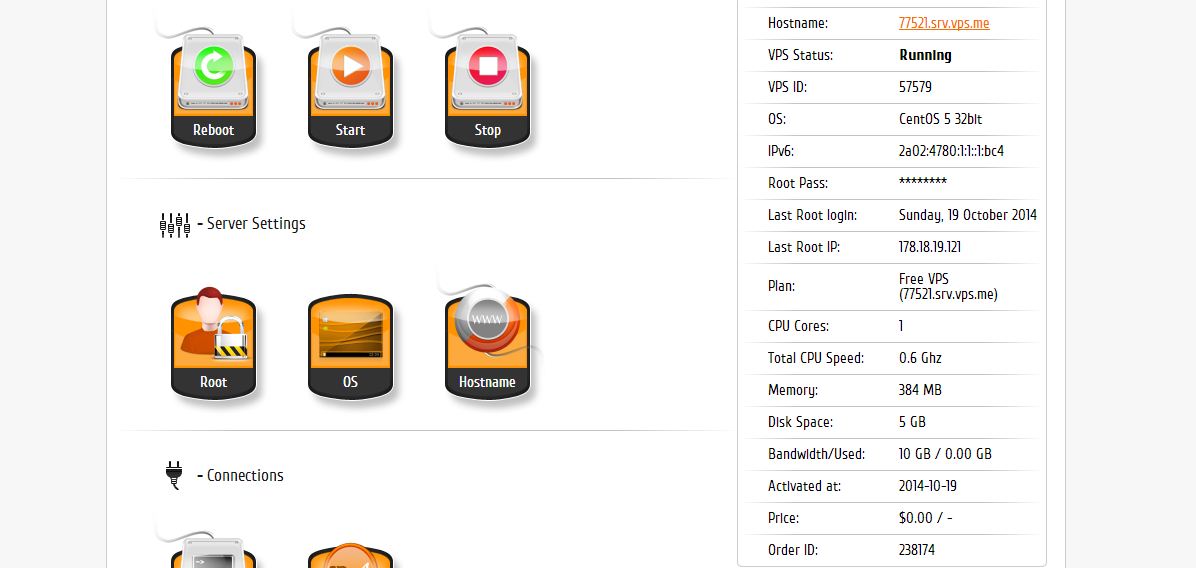 Reboot
Start
Stop
- Server Settings
www
Root
OS
Hostname
- Connections
Hostname: 77521.srv.vps.me
VPS Status: Running
VPS ID: 57579
OS: CentOS 5 32bit
IPv6: 2a02:4780:1:1::1:bc4
Root Pass: ********
Last Root login: Sunday, 19 October 2014
Last Root IP: 178.18.19.121
Plan: Free VPS
(77521.srv.vps.me)
CPU Cores: 1
Total CPU Speed: 0.6 Ghz
Memory: 384 MB
Disk Space: 5 GB
Bandwidth/Used: 10 GB / 0.00 GB
Activated at: 2014-10-19
Price: $0.00 / -
Order ID: 238174